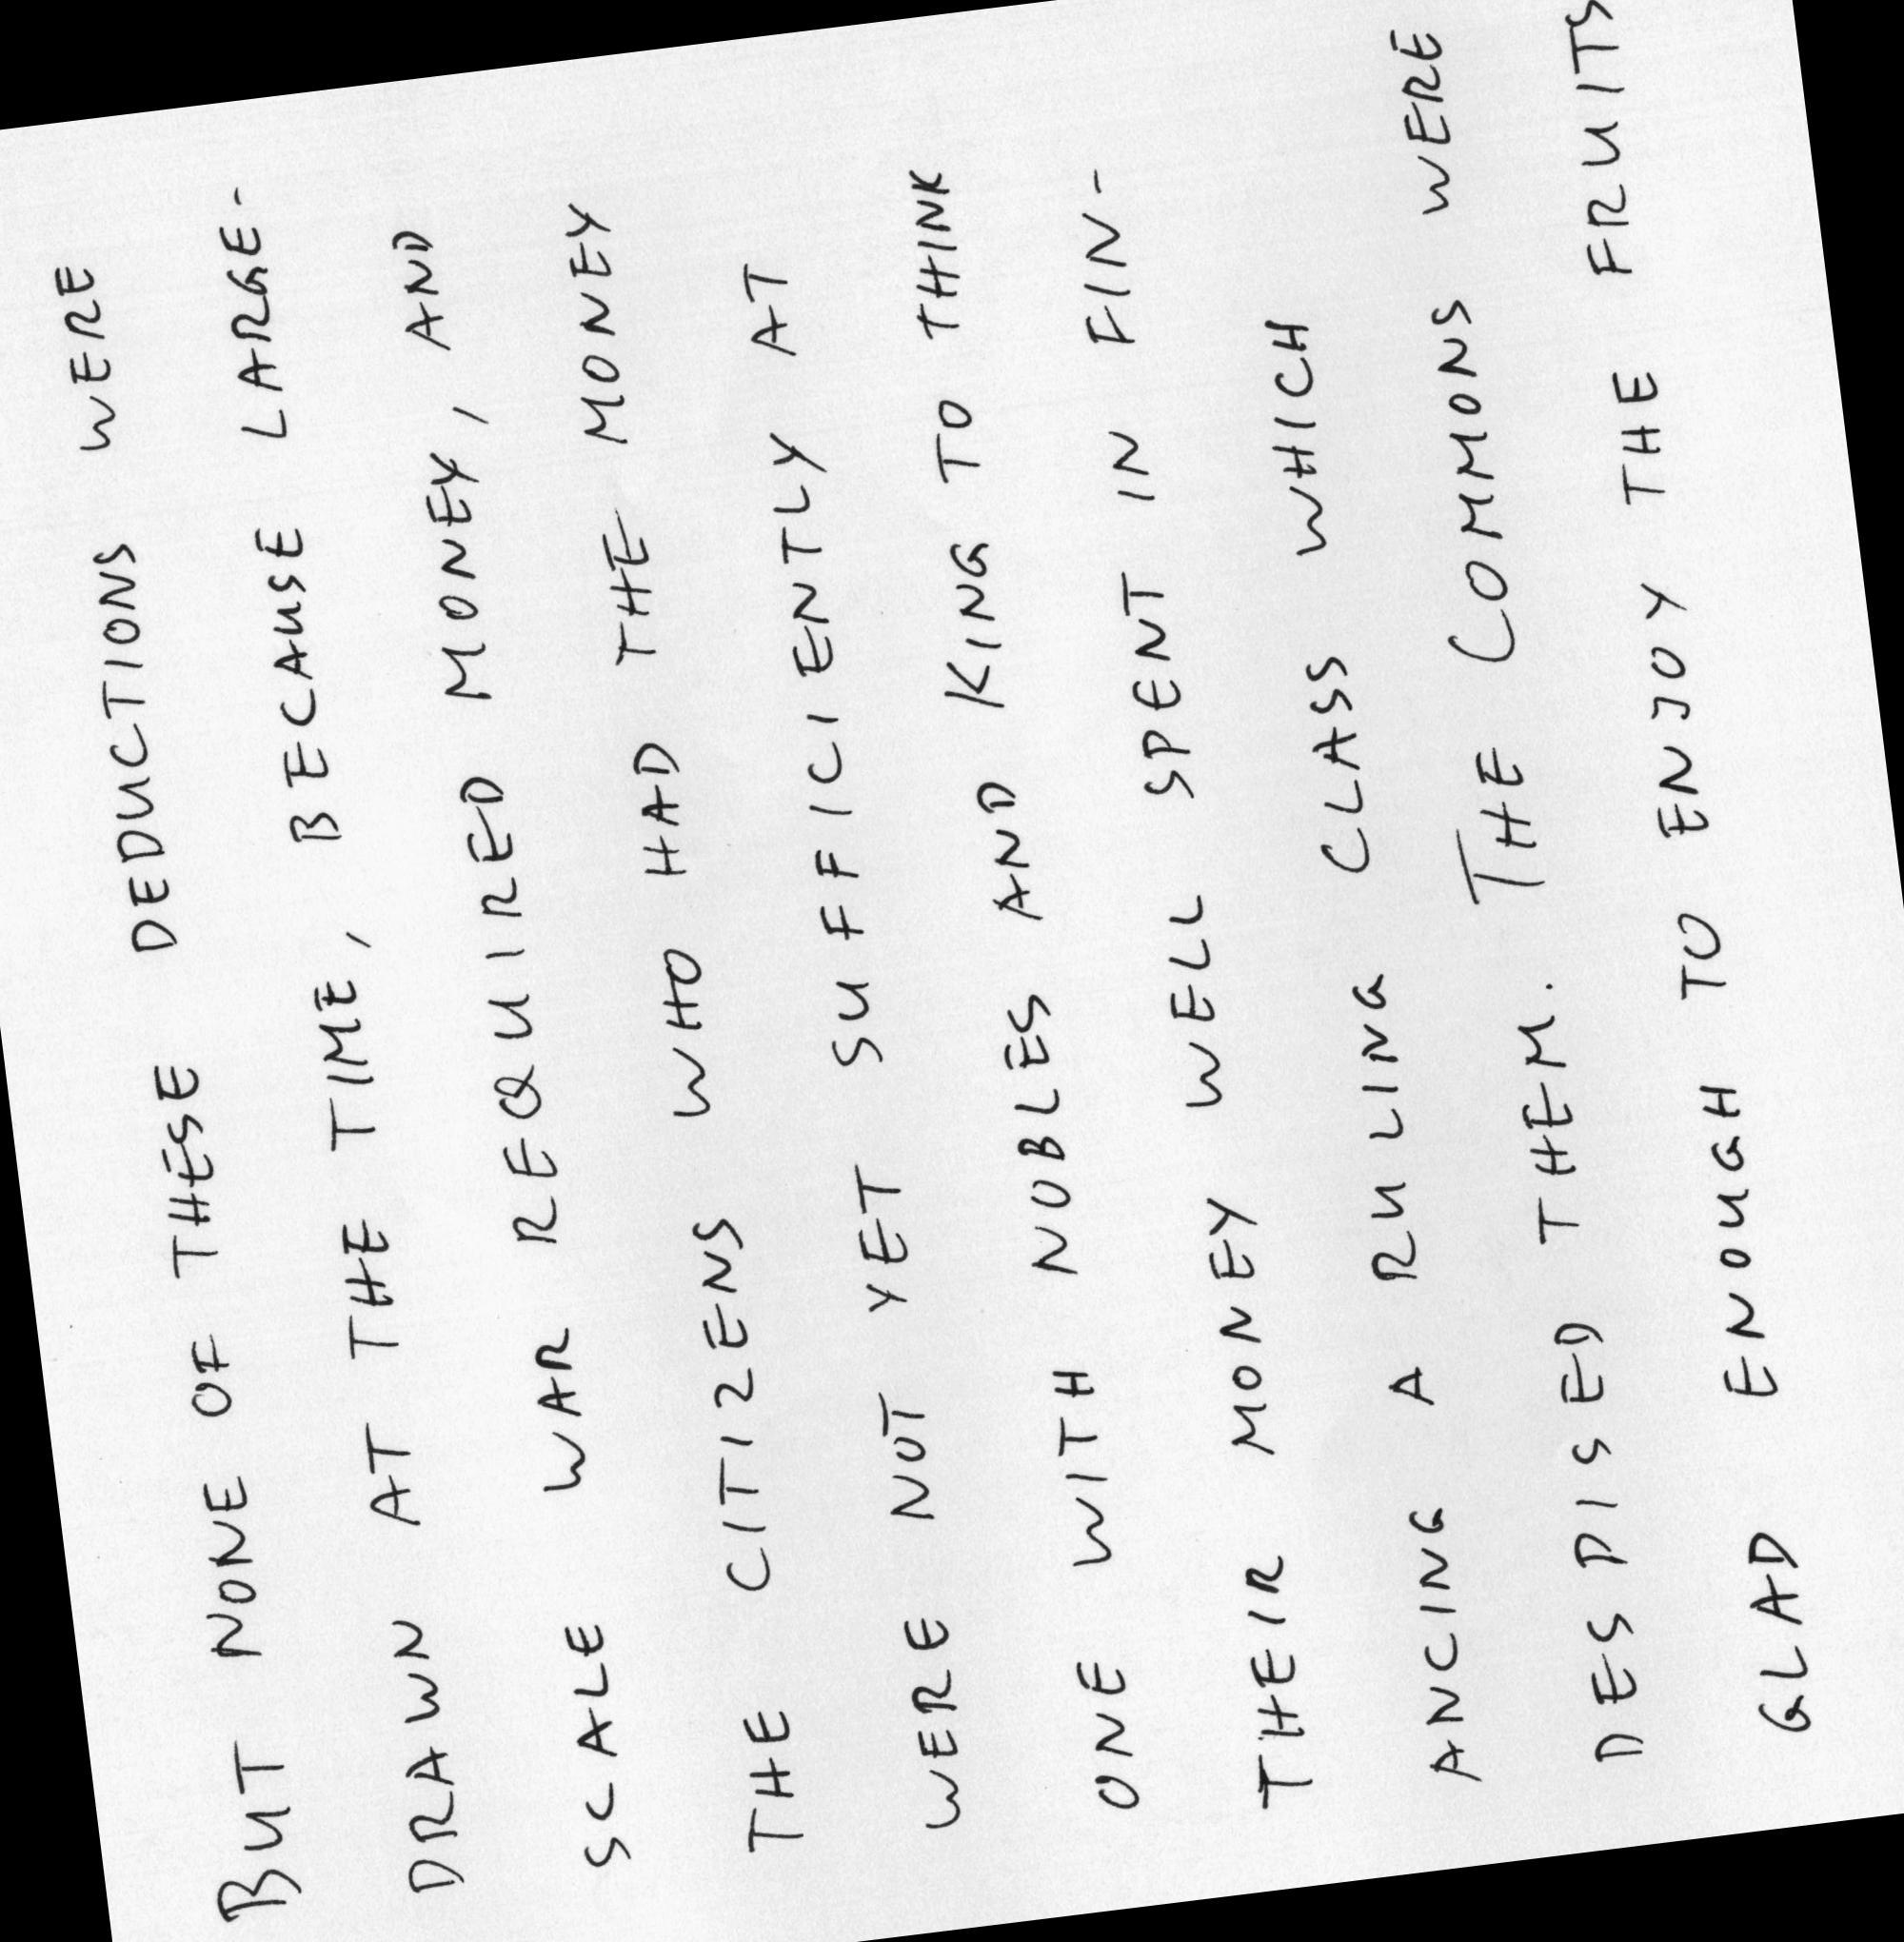 BUT NONE OF THESE DEDUCTIONS WERE
DRAWN AT THE TIME, BECAUSE LARGE-
SCALE WAR REQUIRED MONEY, AND
THE CITIZENS WHO HAD THE MONEY
WERE NOT YET SUFFICIENTLY AT
ONE WITH NOBLES AND KING TO THINK
THEIR MONEY WELL SPENT IN FIN-
ANCING A RULING CLASS WHICH
DESPISED THEM. THE COMMONS WERE
GLAD ENOUGH TO ENJOY THE FRUITS